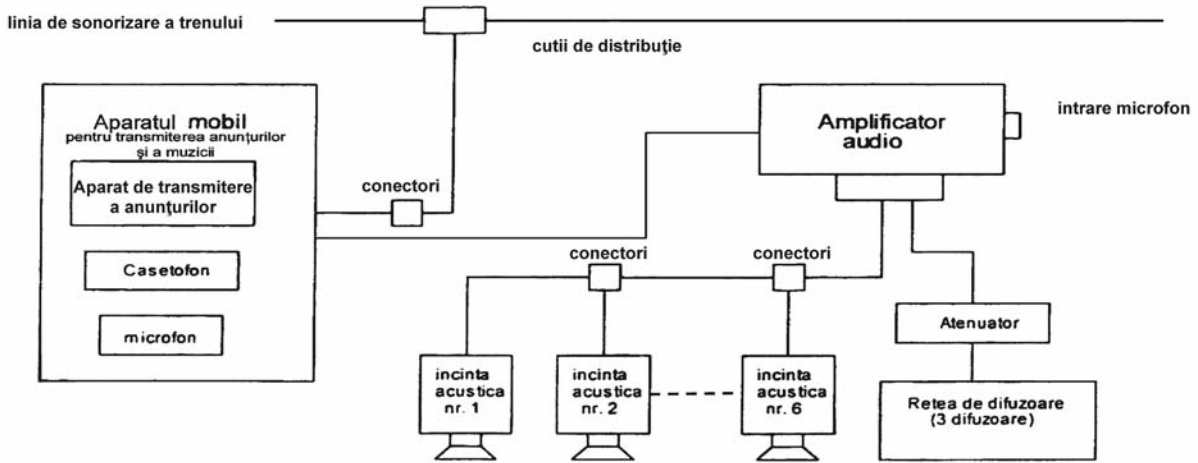 linia de sonorizare a trenului
cutii de distribuţie
Aparatul mobil
pentru transmiterea anunţurilor
şi a muzicii
Aparat de transmitere
a anunţurilor
Casetofon
microfon
conectori
Amplificator
audio
intrare microfon
conectori
conectori
incinta
acustica
nr. 1
incinta
acustica
nr. 2
incinta
acustica
nr. 6
Atenuator
Retea de difuzoare
(3 difuzoare)